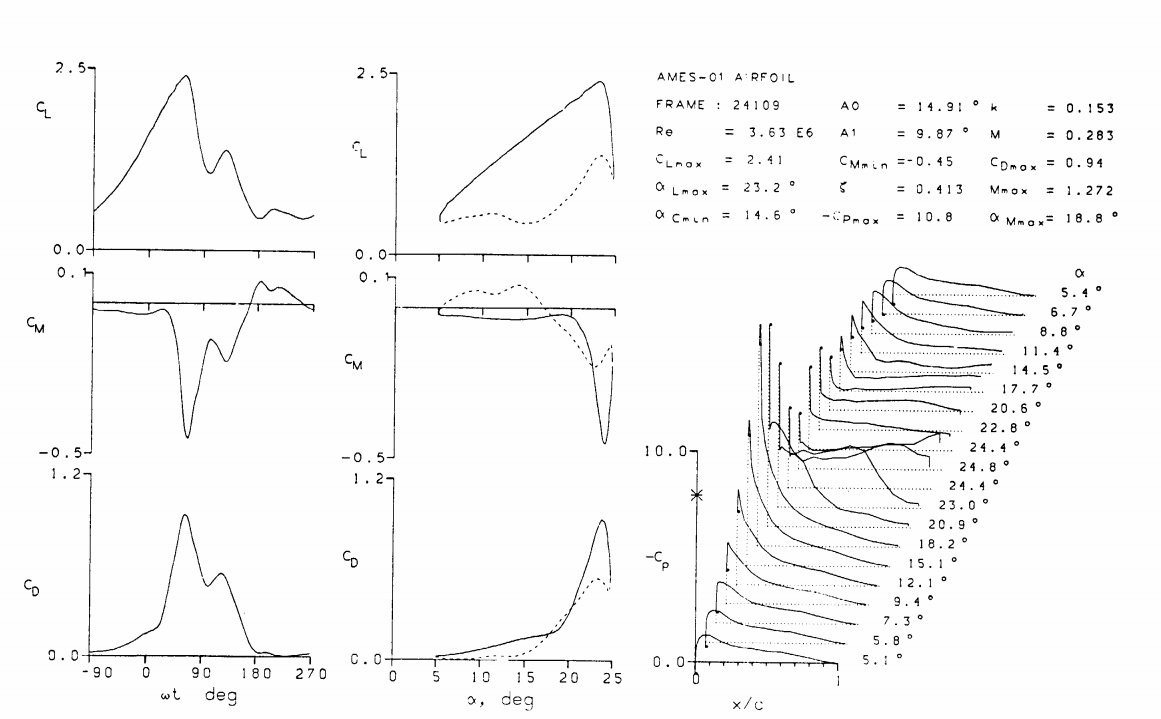 AMES-01 AIRFOIL
FRAME : 24109 A0 = 14.91 ° k = 0.153
Re = 3.63 E6 A1 = 9.87 ° M = 0.283
CLmax = 2.41 CMmin =-0.45 CDmax = 0.94
α Lmax = 23.2 ° ζ = 0.413 Mmax = 1.272
α Cmin = 14.6 ° -CPmax = 10.8 α Mmax= 18.8 °
2.5
CL
0.0
0.1
CM
-0.5
1.2
CD
0.0
-90 0 90 180 270
ωt deg
2.5
CL
0.0
0.1
CM
-0.5
1.2
CD
0.0
0 5 10 15 20 25
α, deg
α
5.4 °
6.7 °
8.8 °
11.4 °
14.5 °
17.7 °
20.6 °
22.8 °
24.4 °
24.8 °
24.4 °
23.0 °
20.9 °
18.2 °
15.1 °
12.1 °
9.4 °
7.3 °
5.8 °
5.1 °
10.0
-Cp
0.0
0 1
x/c